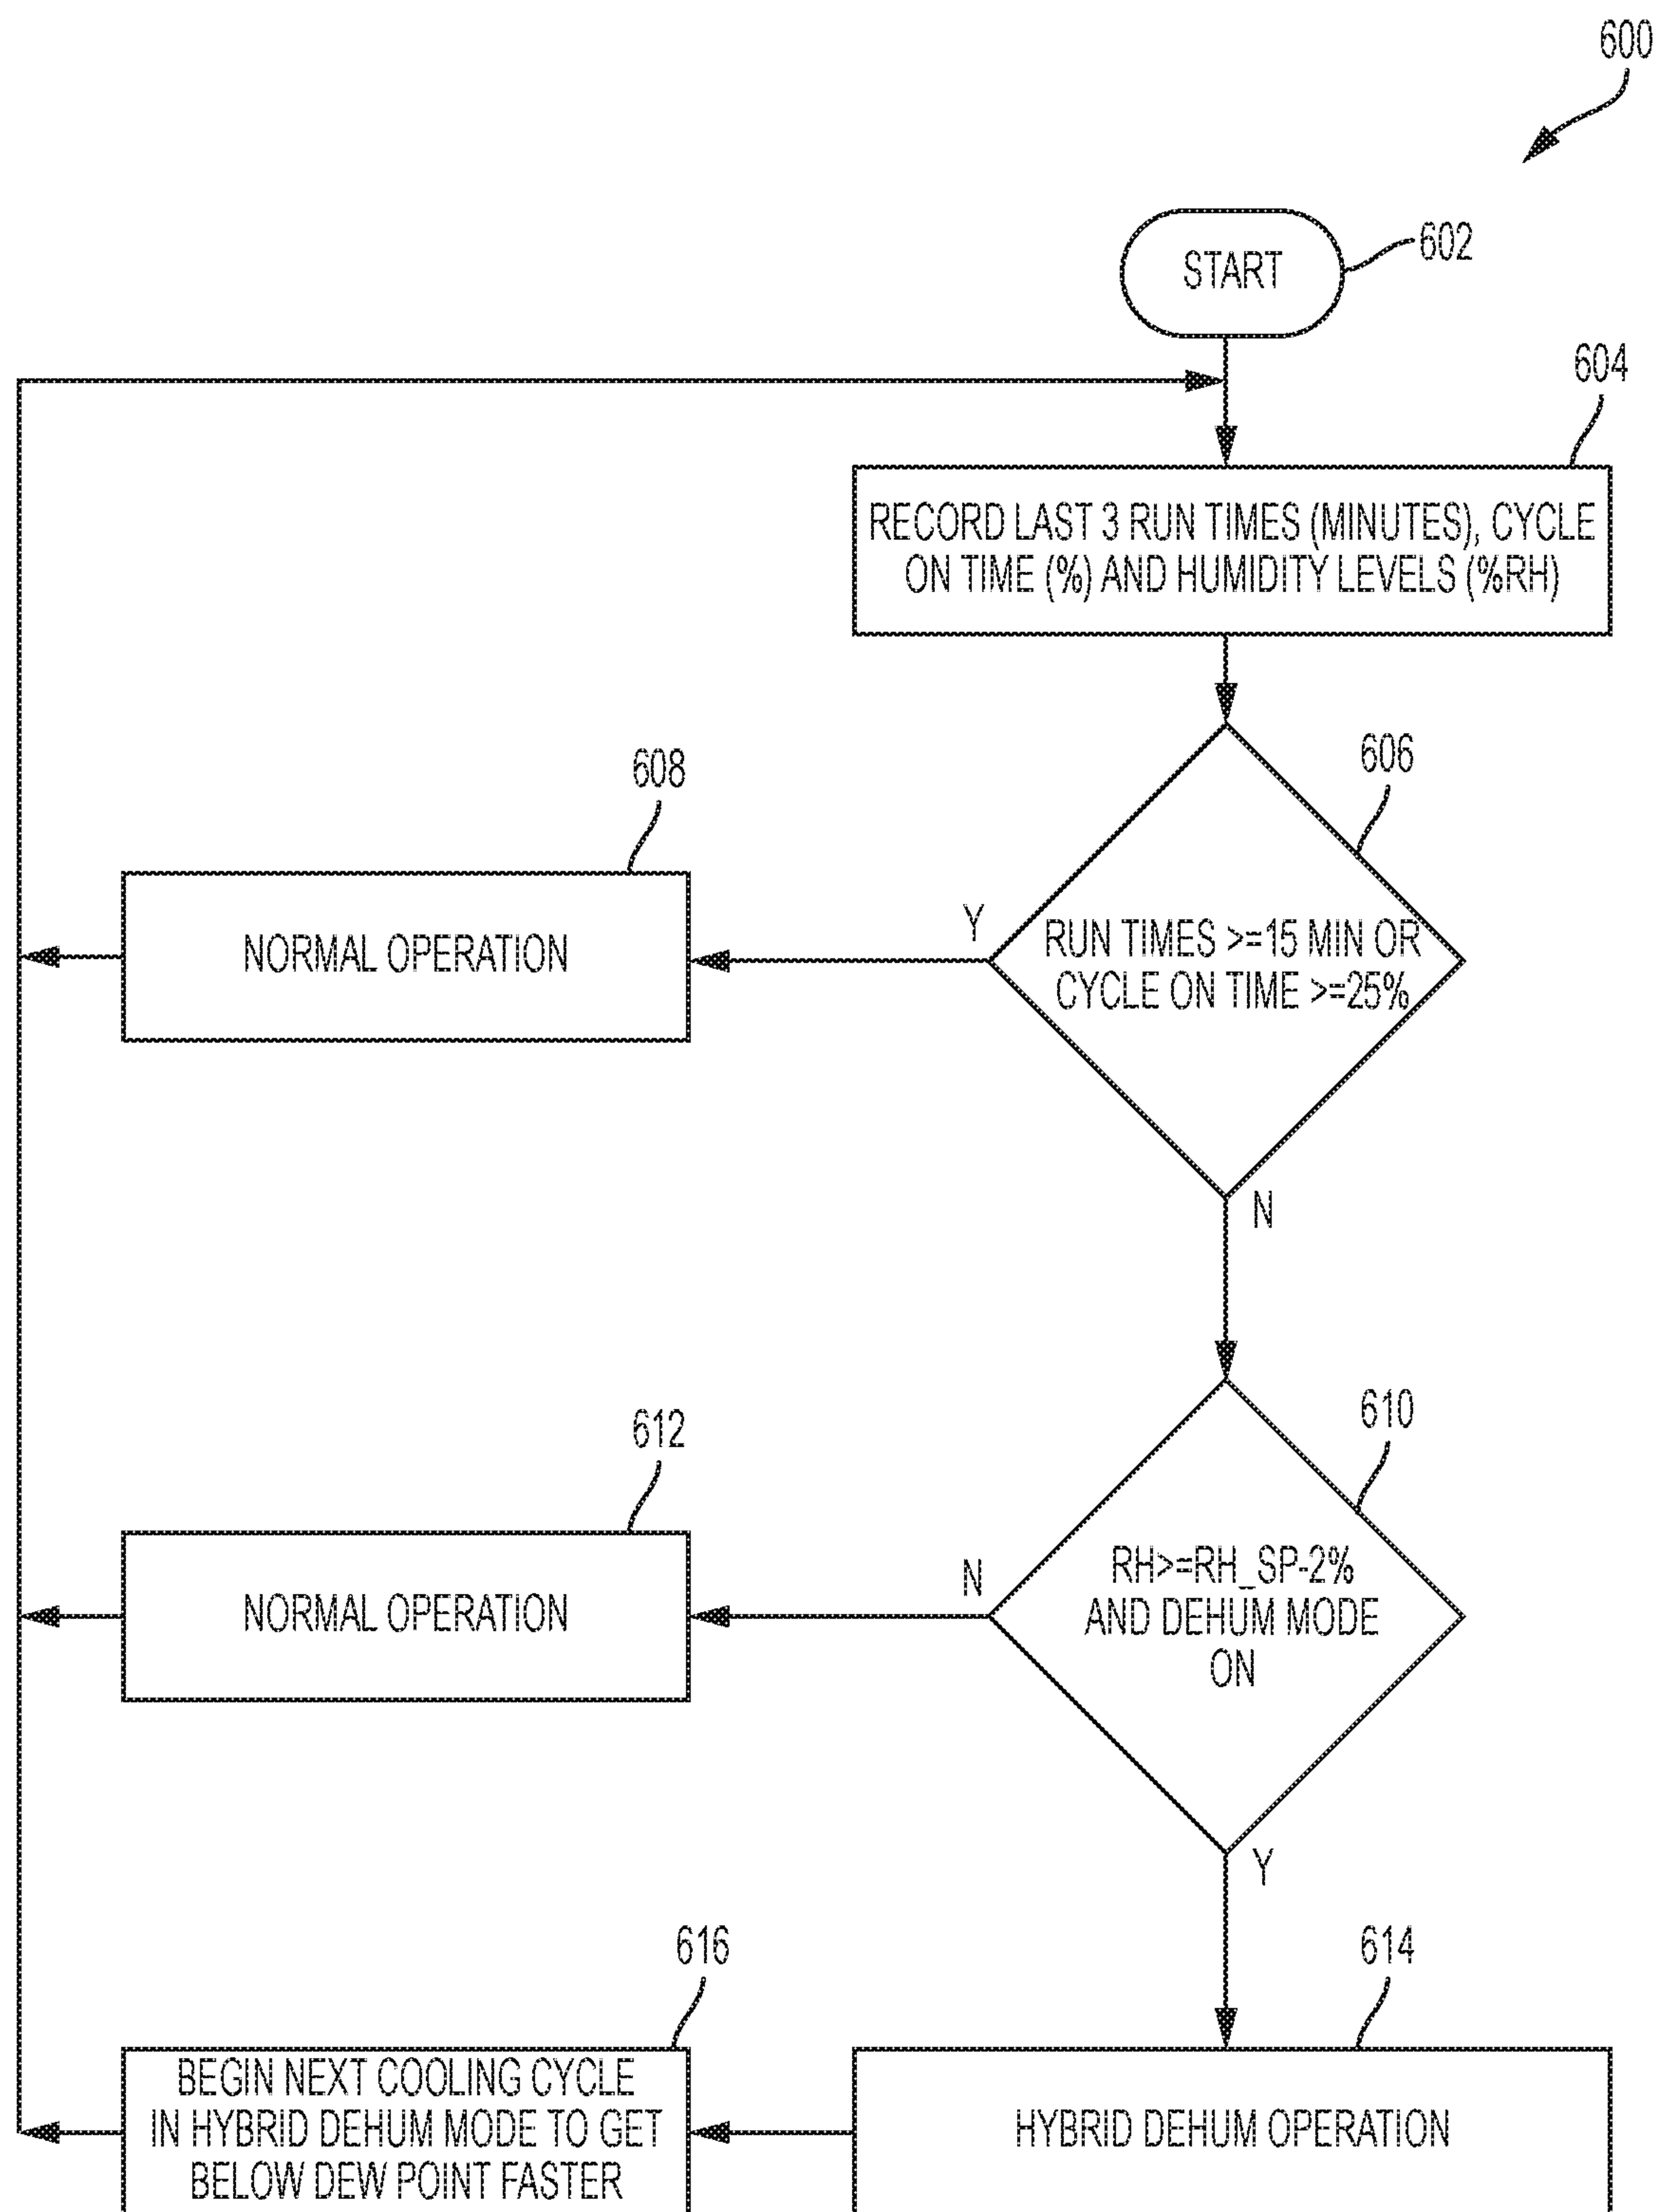 600
START
602
604
RECORD LAST 3 RUN TIMES (MINUTES), CYCLE
ON TIME (%) AND HUMIDITY LEVELS (%RH)
606
608
Y
RUN TIMES >=15 MIN OR
CYCLE ON TIME >=25%
NORMAL OPERATION
N
610
612
N
RH>=RH_SP-2%
AND DEHUM MODE
ON
NORMAL OPERATION
Y
614
616
HYBRID DEHUM OPERATION
BEGIN NEXT COOLING CYCLE
IN HYBRID DEHUM MODE TO GET
BELOW DEW POINT FASTER